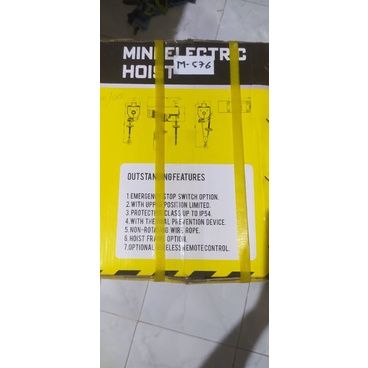 MINI ELECTRIC
HOIST
M-576
OUTSTANDING FEATURES
1.EMERGENCY STOP SWITCH OPTION.
2.WITH UPPER POSITION LIMITED.
3.PROTECTION CLASS UP TO IP54.
4.WITH THERMAL PREVENTION DEVICE.
5.NON-ROTATING WIRE ROPE.
6.HOIST FRAME OPTION.
7.OPTIONAL WIRELESS REMOTE CONTROL.